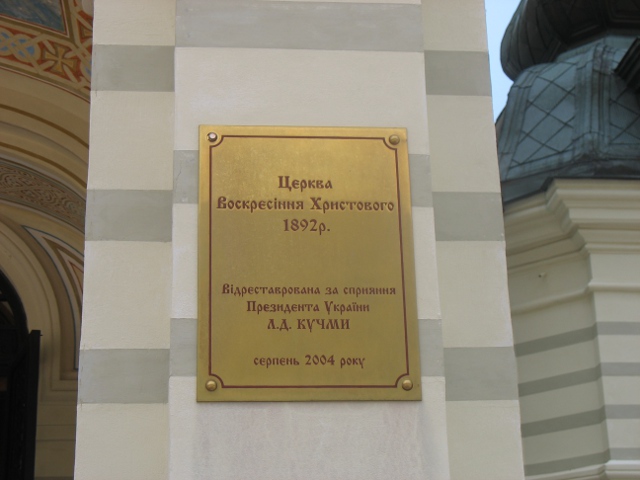 Церква
Воскресіння Христового
1892р.
Відреставрована за сприяння
Президента України
Л.Д. КУЧМИ
серпень 2004 року